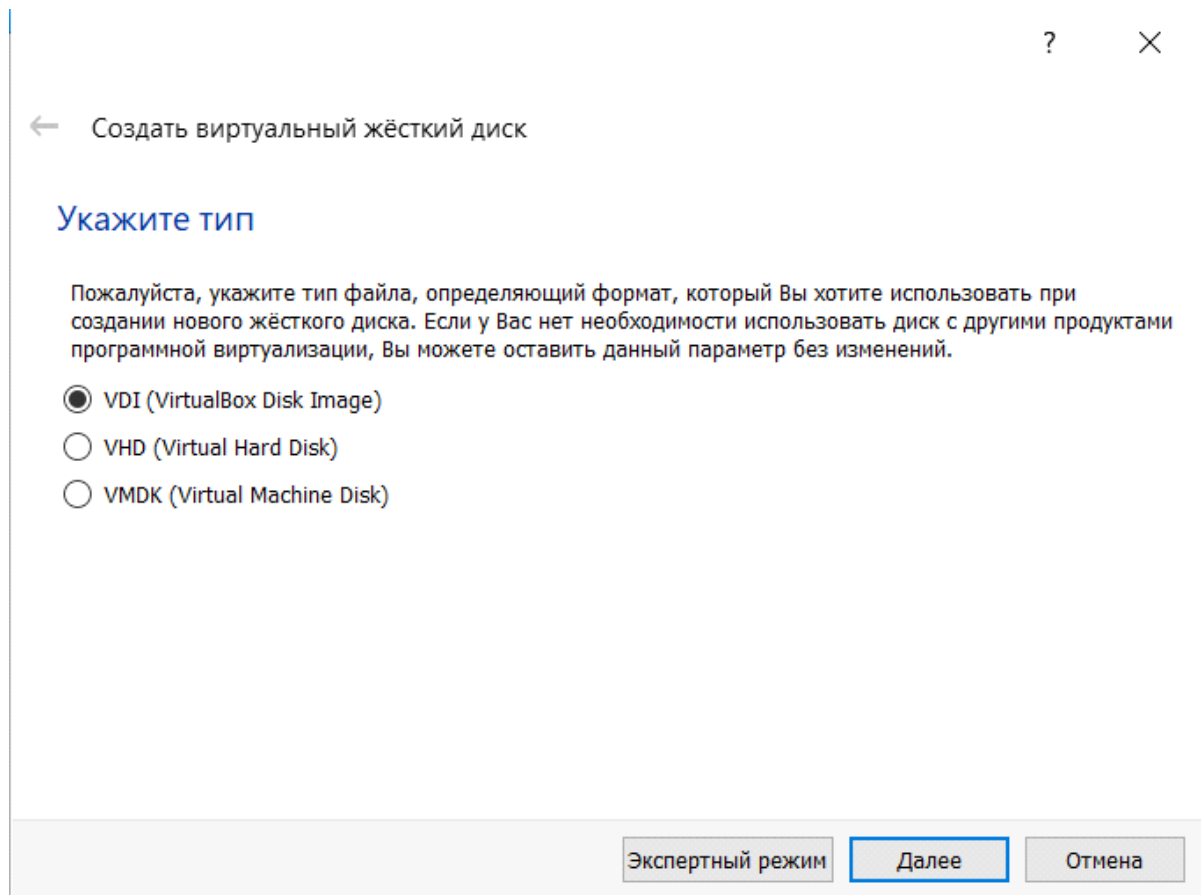 ?
Создать виртуальный жёсткий диск
Укажите тип
Пожалуйста, укажите тип файла, определяющий формат, который Вы хотите использовать при
создании нового жёсткого диска. Если у Вас нет необходимости использовать диск с другими продуктами
программной виртуализации, Вы можете оставить данный параметр без изменений.
VDI (VirtualBox Disk Image)
VHD (Virtual Hard Disk)
VMDK (Virtual Machine Disk)
Экспертный режим Далее Отмена